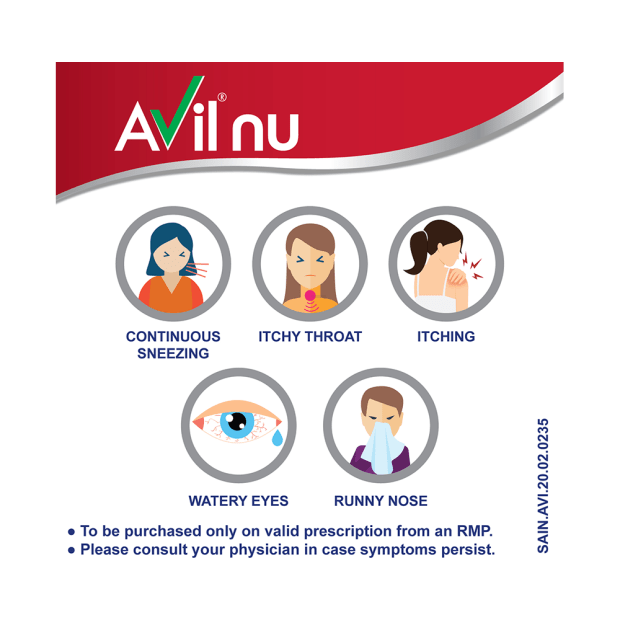 Avil® nu
CONTINUOUS
SNEEZING
ITCHY THROAT
ITCHING
WATERY EYES
RUNNY NOSE
● To be purchased only on valid prescription from an RMP.
● Please consult your physician in case symptoms persist.
SAIN.AVI.20.02.0235